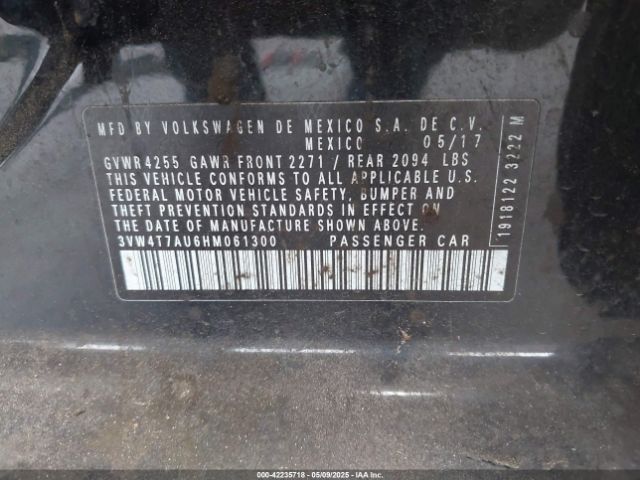 MFD BY VOLKSWAGEN DE MEXICO S.A. DE C.V.
MEXICO 05/17
GVWR 4255 GAWR FRONT 2271 / REAR 2094 LBS
THIS VEHICLE CONFORMS TO ALL APPLICABLE U.S.
FEDERAL MOTOR VEHICLE SAFETY, BUMPER AND
THEFT PREVENTION STANDARDS IN EFFECT ON
THE DATE OF MANUFACTURE SHOWN ABOVE.
3VW4T7AU6HM061300 PASSENGER CAR
1918122 3222 M
000-42235718 | 05/09/2025 | IAAI.COM